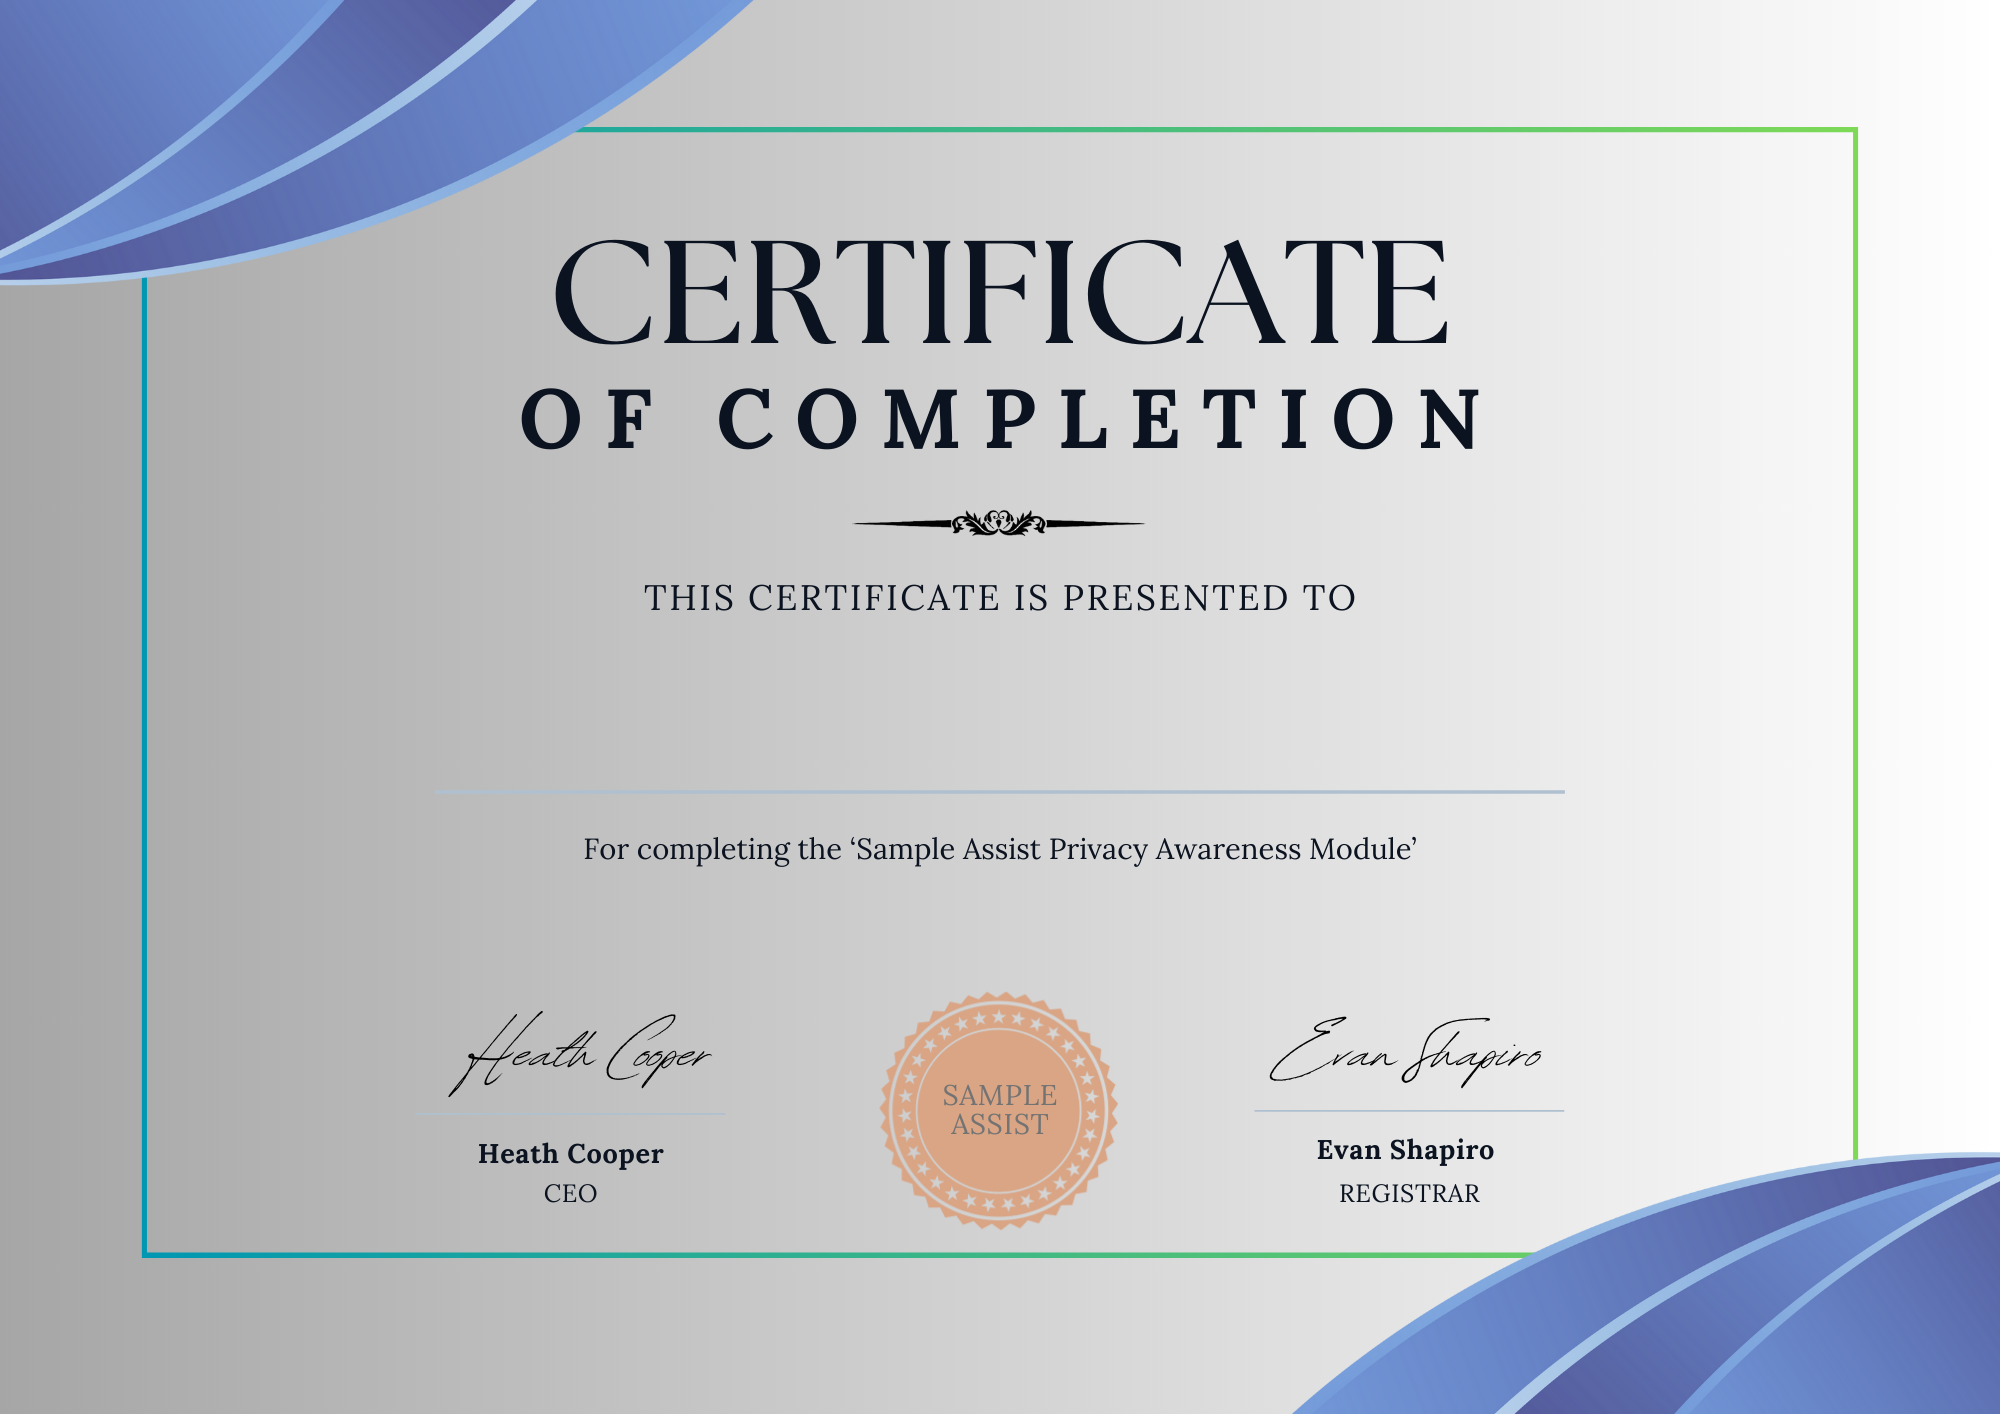 CERTIFICATE
OF COMPLETION
THIS CERTIFICATE IS PRESENTED TO
For completing the ‘Sample Assist Privacy Awareness Module’
Heath Cooper
Heath Cooper
CEO
SAMPLE
ASSIST
Evan Shapiro
Evan Shapiro
REGISTRAR